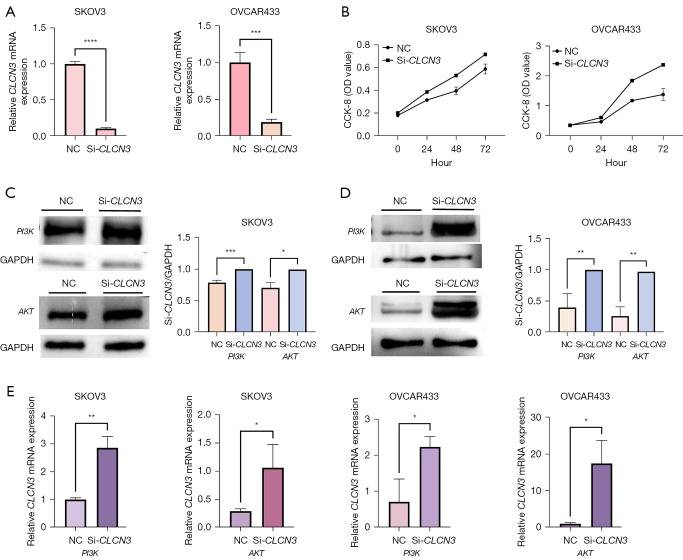 A
SKOV3
Relative CLCN3 mRNA
expression
1.5
1.0
0.5
0.0
****
NC
Si-CLCN3
OVCAR433
Relative CLCN3 mRNA
expression
1.5
1.0
0.5
0.0
***
NC
Si-CLCN3
B
SKOV3
CCK-8 (OD value)
0.8
0.6
0.4
0.2
0.0
NC
Si-CLCN3
0 24 48 72
Hour
OVCAR433
CCK-8 (OD value)
3
2
1
0
NC
Si-CLCN3
0 24 48 72
Hour
C
NC Si-CLCN3
PI3K
GAPDH
NC Si-CLCN3
AKT
GAPDH
SKOV3
Si-CLCN3/GAPDH
1.5
1.0
0.5
0.0
***
*
NC Si-CLCN3 NC Si-CLCN3
PI3K AKT
D
NC Si-CLCN3
PI3K
GAPDH
NC Si-CLCN3
AKT
GAPDH
OVCAR433
Si-CLCN3/GAPDH
1.5
1.0
0.5
0.0
**
**
NC Si-CLCN3 NC Si-CLCN3
PI3K AKT
E
SKOV3
Relative CLCN3 mRNA expression
4
3
2
1
0
**
NC Si-CLCN3
PI3K
SKOV3
Relative CLCN3 mRNA expression
2.0
1.5
1.0
0.5
0.0
*
NC Si-CLCN3
AKT
OVCAR433
Relative CLCN3 mRNA expression
3
2
1
0
*
NC Si-CLCN3
PI3K
OVCAR433
Relative CLCN3 mRNA expression
30
20
10
0
*
NC Si-CLCN3
AKT